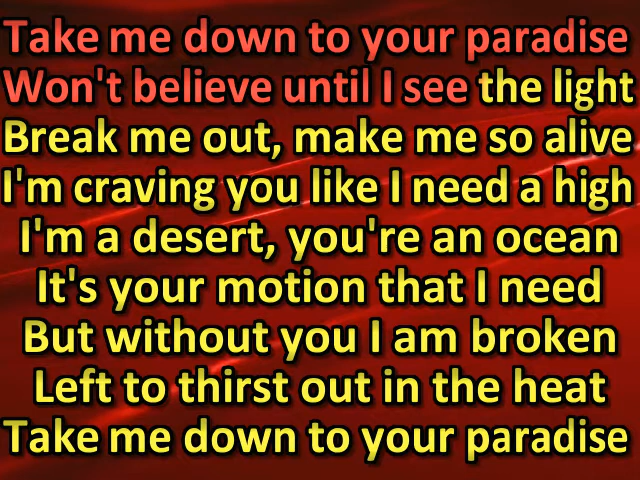 Take me down to your paradise
Won't believe until I see the light
Break me out, make me so alive
I'm craving you like I need a high
I'm a desert, you're an ocean
It's your motion that I need
But without you I am broken
Left to thirst out in the heat
Take me down to your paradise